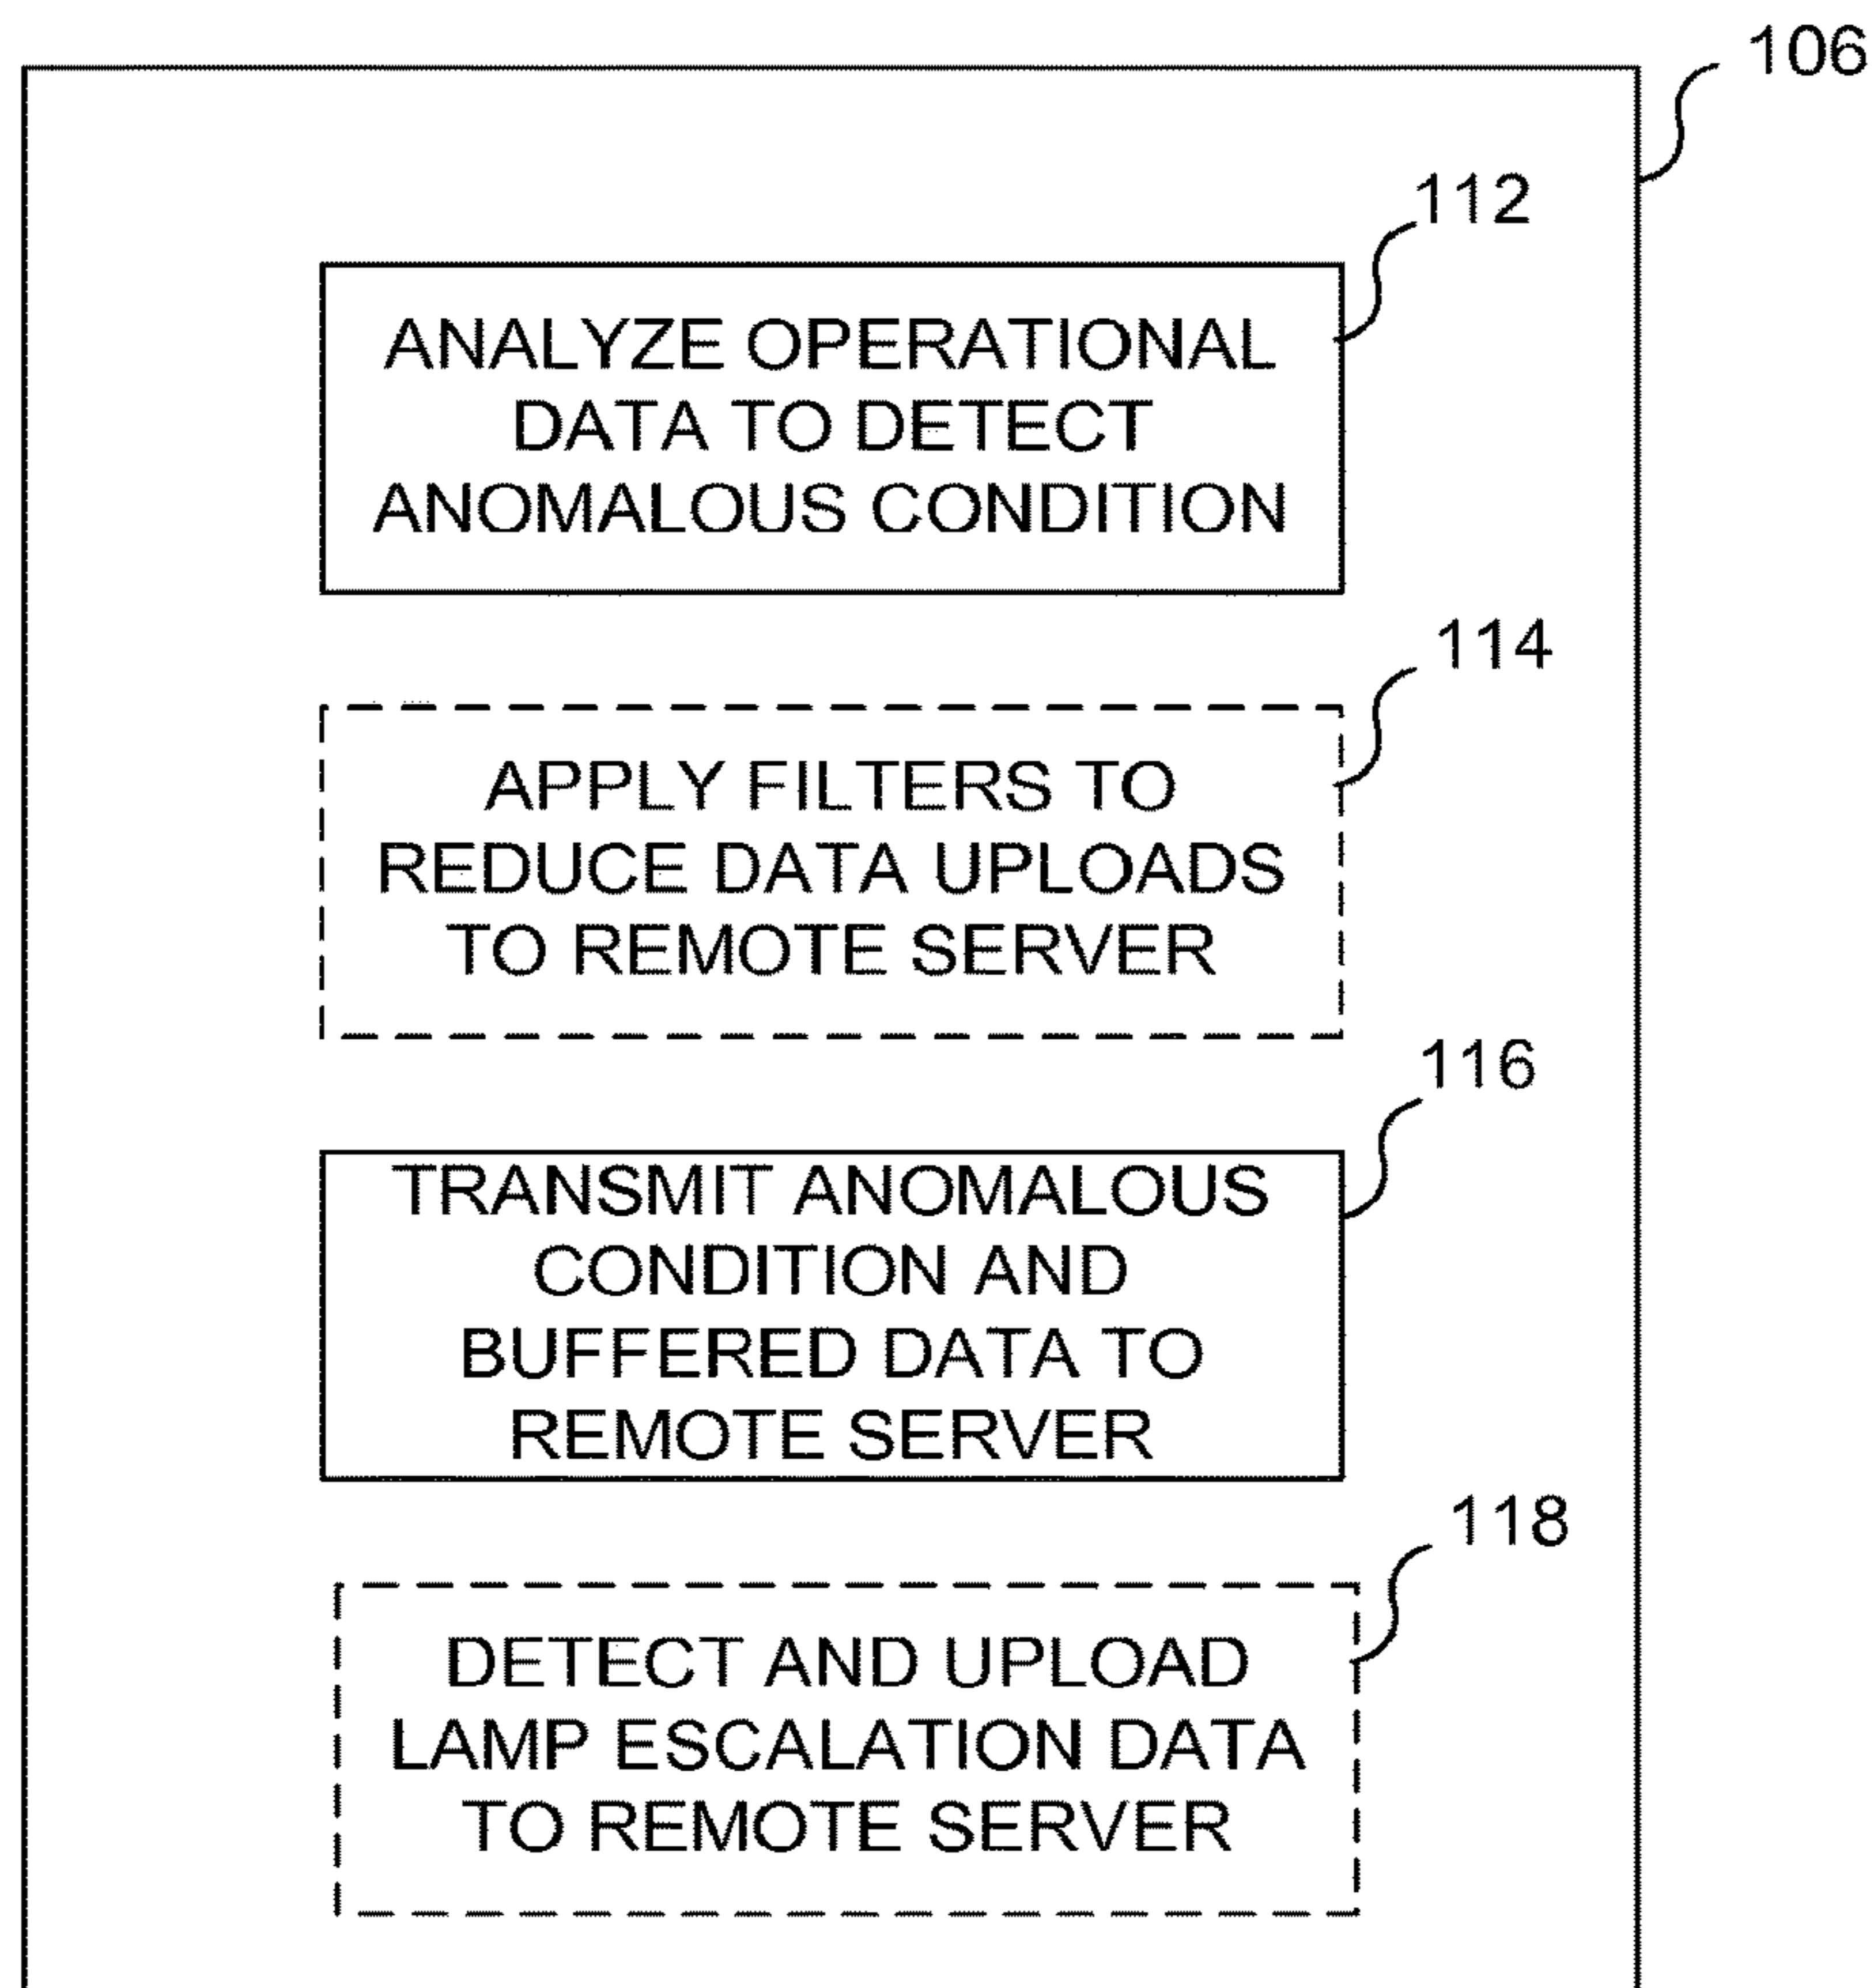 106
112
ANALYZE OPERATIONAL
DATA TO DETECT
ANOMALOUS CONDITION
114
APPLY FILTERS TO
REDUCE DATA UPLOADS
TO REMOTE SERVER
116
TRANSMIT ANOMALOUS
CONDITION AND
BUFFERED DATA TO
REMOTE SERVER
118
DETECT AND UPLOAD
LAMP ESCALATION DATA
TO REMOTE SERVER